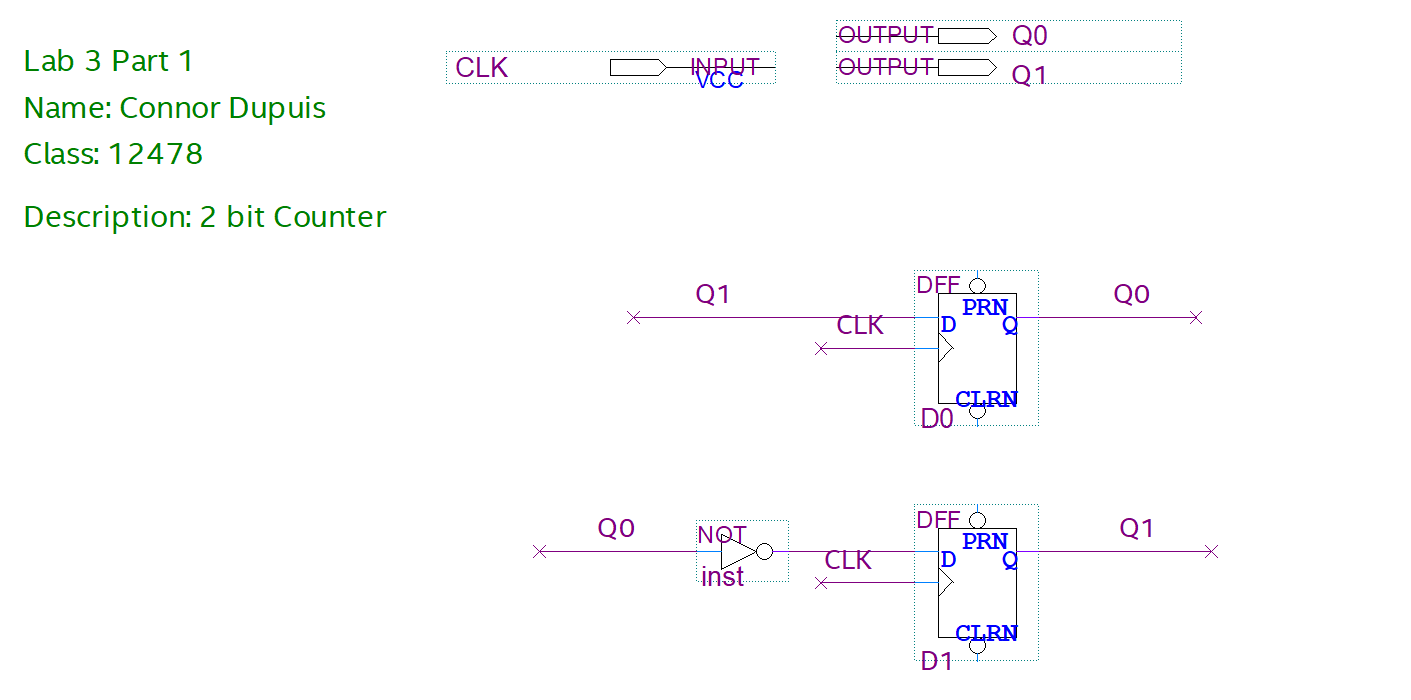 Lab 3 Part 1
Name: Connor Dupuis
Class: 12478
Description: 2 bit Counter
CLK
INPUT
VCC
OUTPUT
Q0
OUTPUT
Q1
Q1
CLK
DFF
PRN
D
Q
CLRN
D0
Q0
Q0
NOT
inst
CLK
DFF
PRN
D
Q
CLRN
D1
Q1